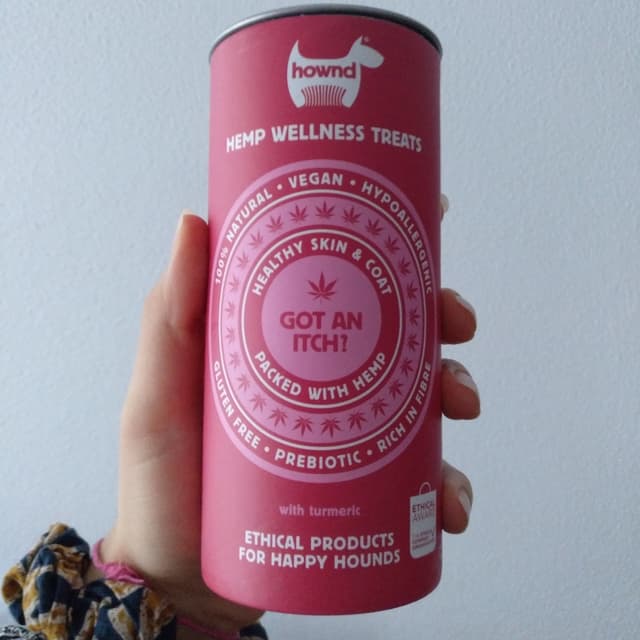 hownd
HEMP WELLNESS TREATS
100% NATURAL • VEGAN • HYPOALLERGENIC
HEALTHY SKIN & COAT
GOT AN
ITCH?
PACKED WITH HEMP
GLUTEN FREE • PREBIOTIC • RICH IN FIBRE
with turmeric
ETHICAL PRODUCTS
FOR HAPPY HOUNDS
ETHICAL